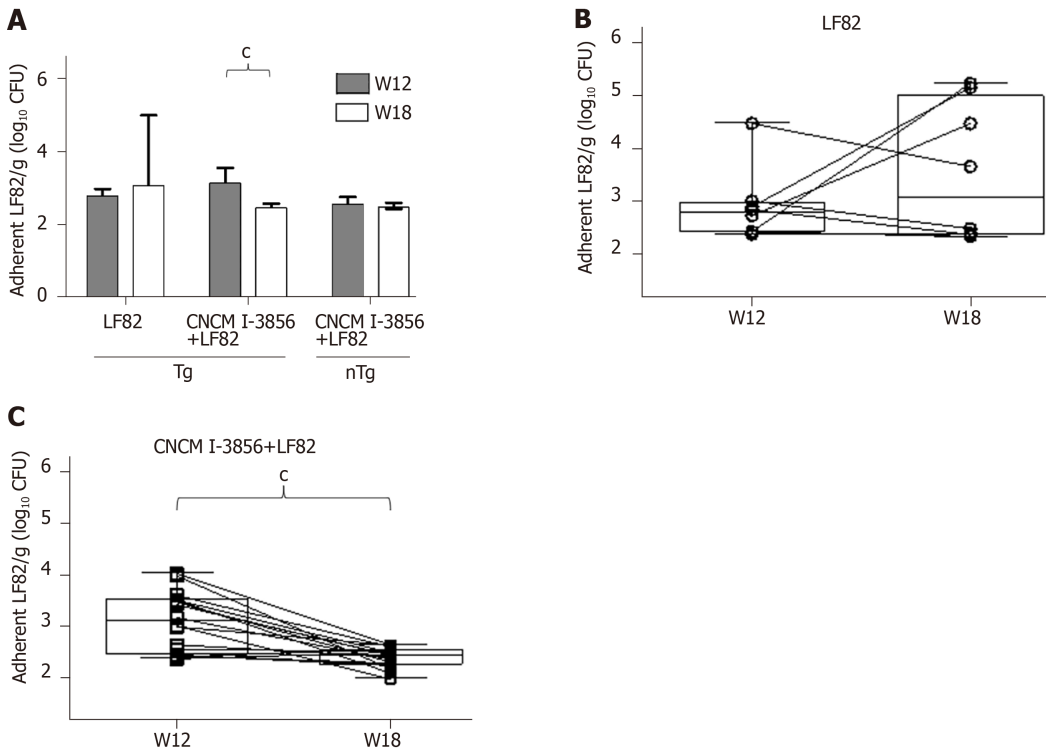 A
Adherent LF82/g (log10 CFU)
6
4
2
0
c
W12
W18
LF82
CNCM I-3856
+LF82
CNCM I-3856
+LF82
Tg
nTg
B
LF82
Adherent LF82/g (log10 CFU)
6
5
4
3
2
W12
W18
C
CNCM I-3856+LF82
c
Adherent LF82/g (log10 CFU)
6
5
4
3
2
W12
W18